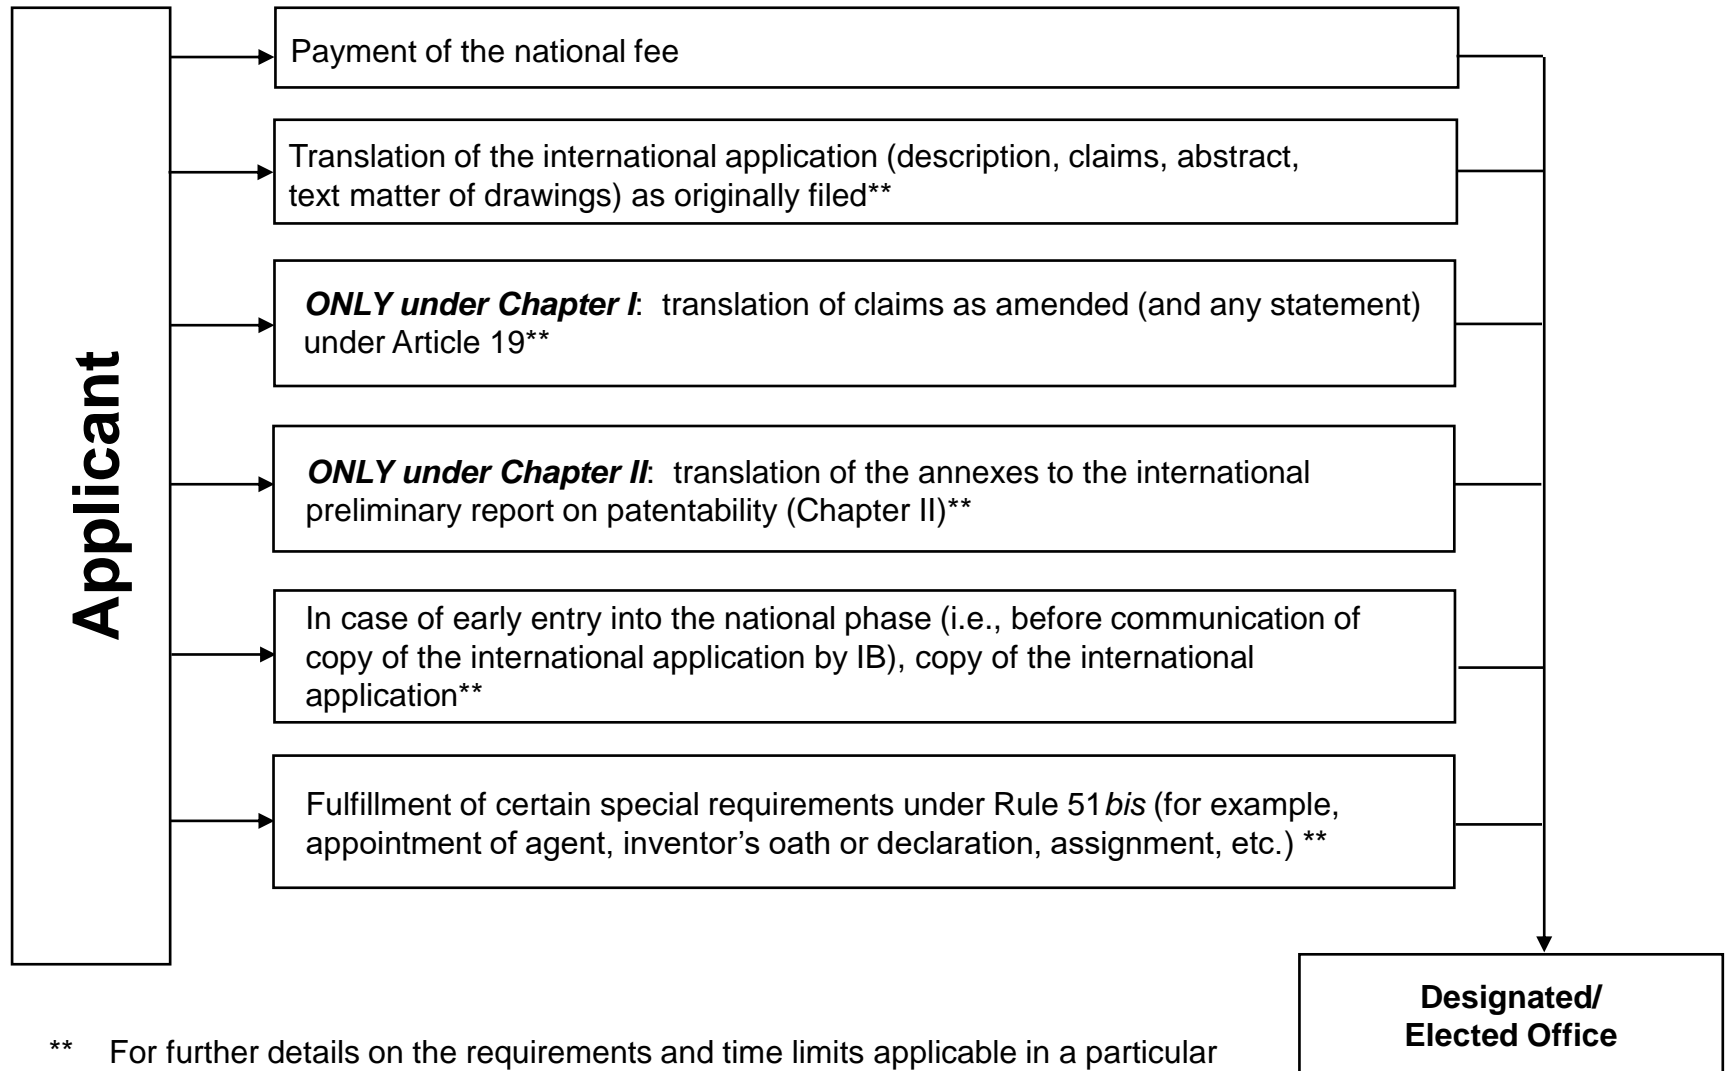 Applicant
Payment of the national fee
Translation of the international application (description, claims, abstract,
text matter of drawings) as originally filed**
ONLY under Chapter I:  translation of claims as amended (and any statement)
under Article 19**
ONLY under Chapter II:  translation of the annexes to the international
preliminary report on patentability (Chapter II)**
In case of early entry into the national phase (i.e., before communication of
copy of the international application by IB), copy of the international
application**
Fulfillment of certain special requirements under Rule 51bis (for example,
appointment of agent, inventor’s oath or declaration, assignment, etc.) **
Designated/
Elected Office
** For further details on the requirements and time limits applicable in a particular